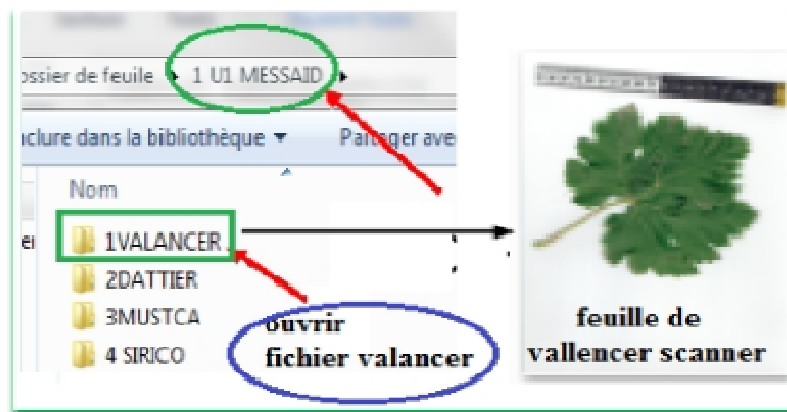 ossier de feuile
1 U1 MESSAID
nclure dans la bibliothèque
Partager ave
Nom
1VALANCER
2DATTIER
3MUSTCA
4 SIRICO
ouvrir
fichier valancer
feuille de
vallencer scanner